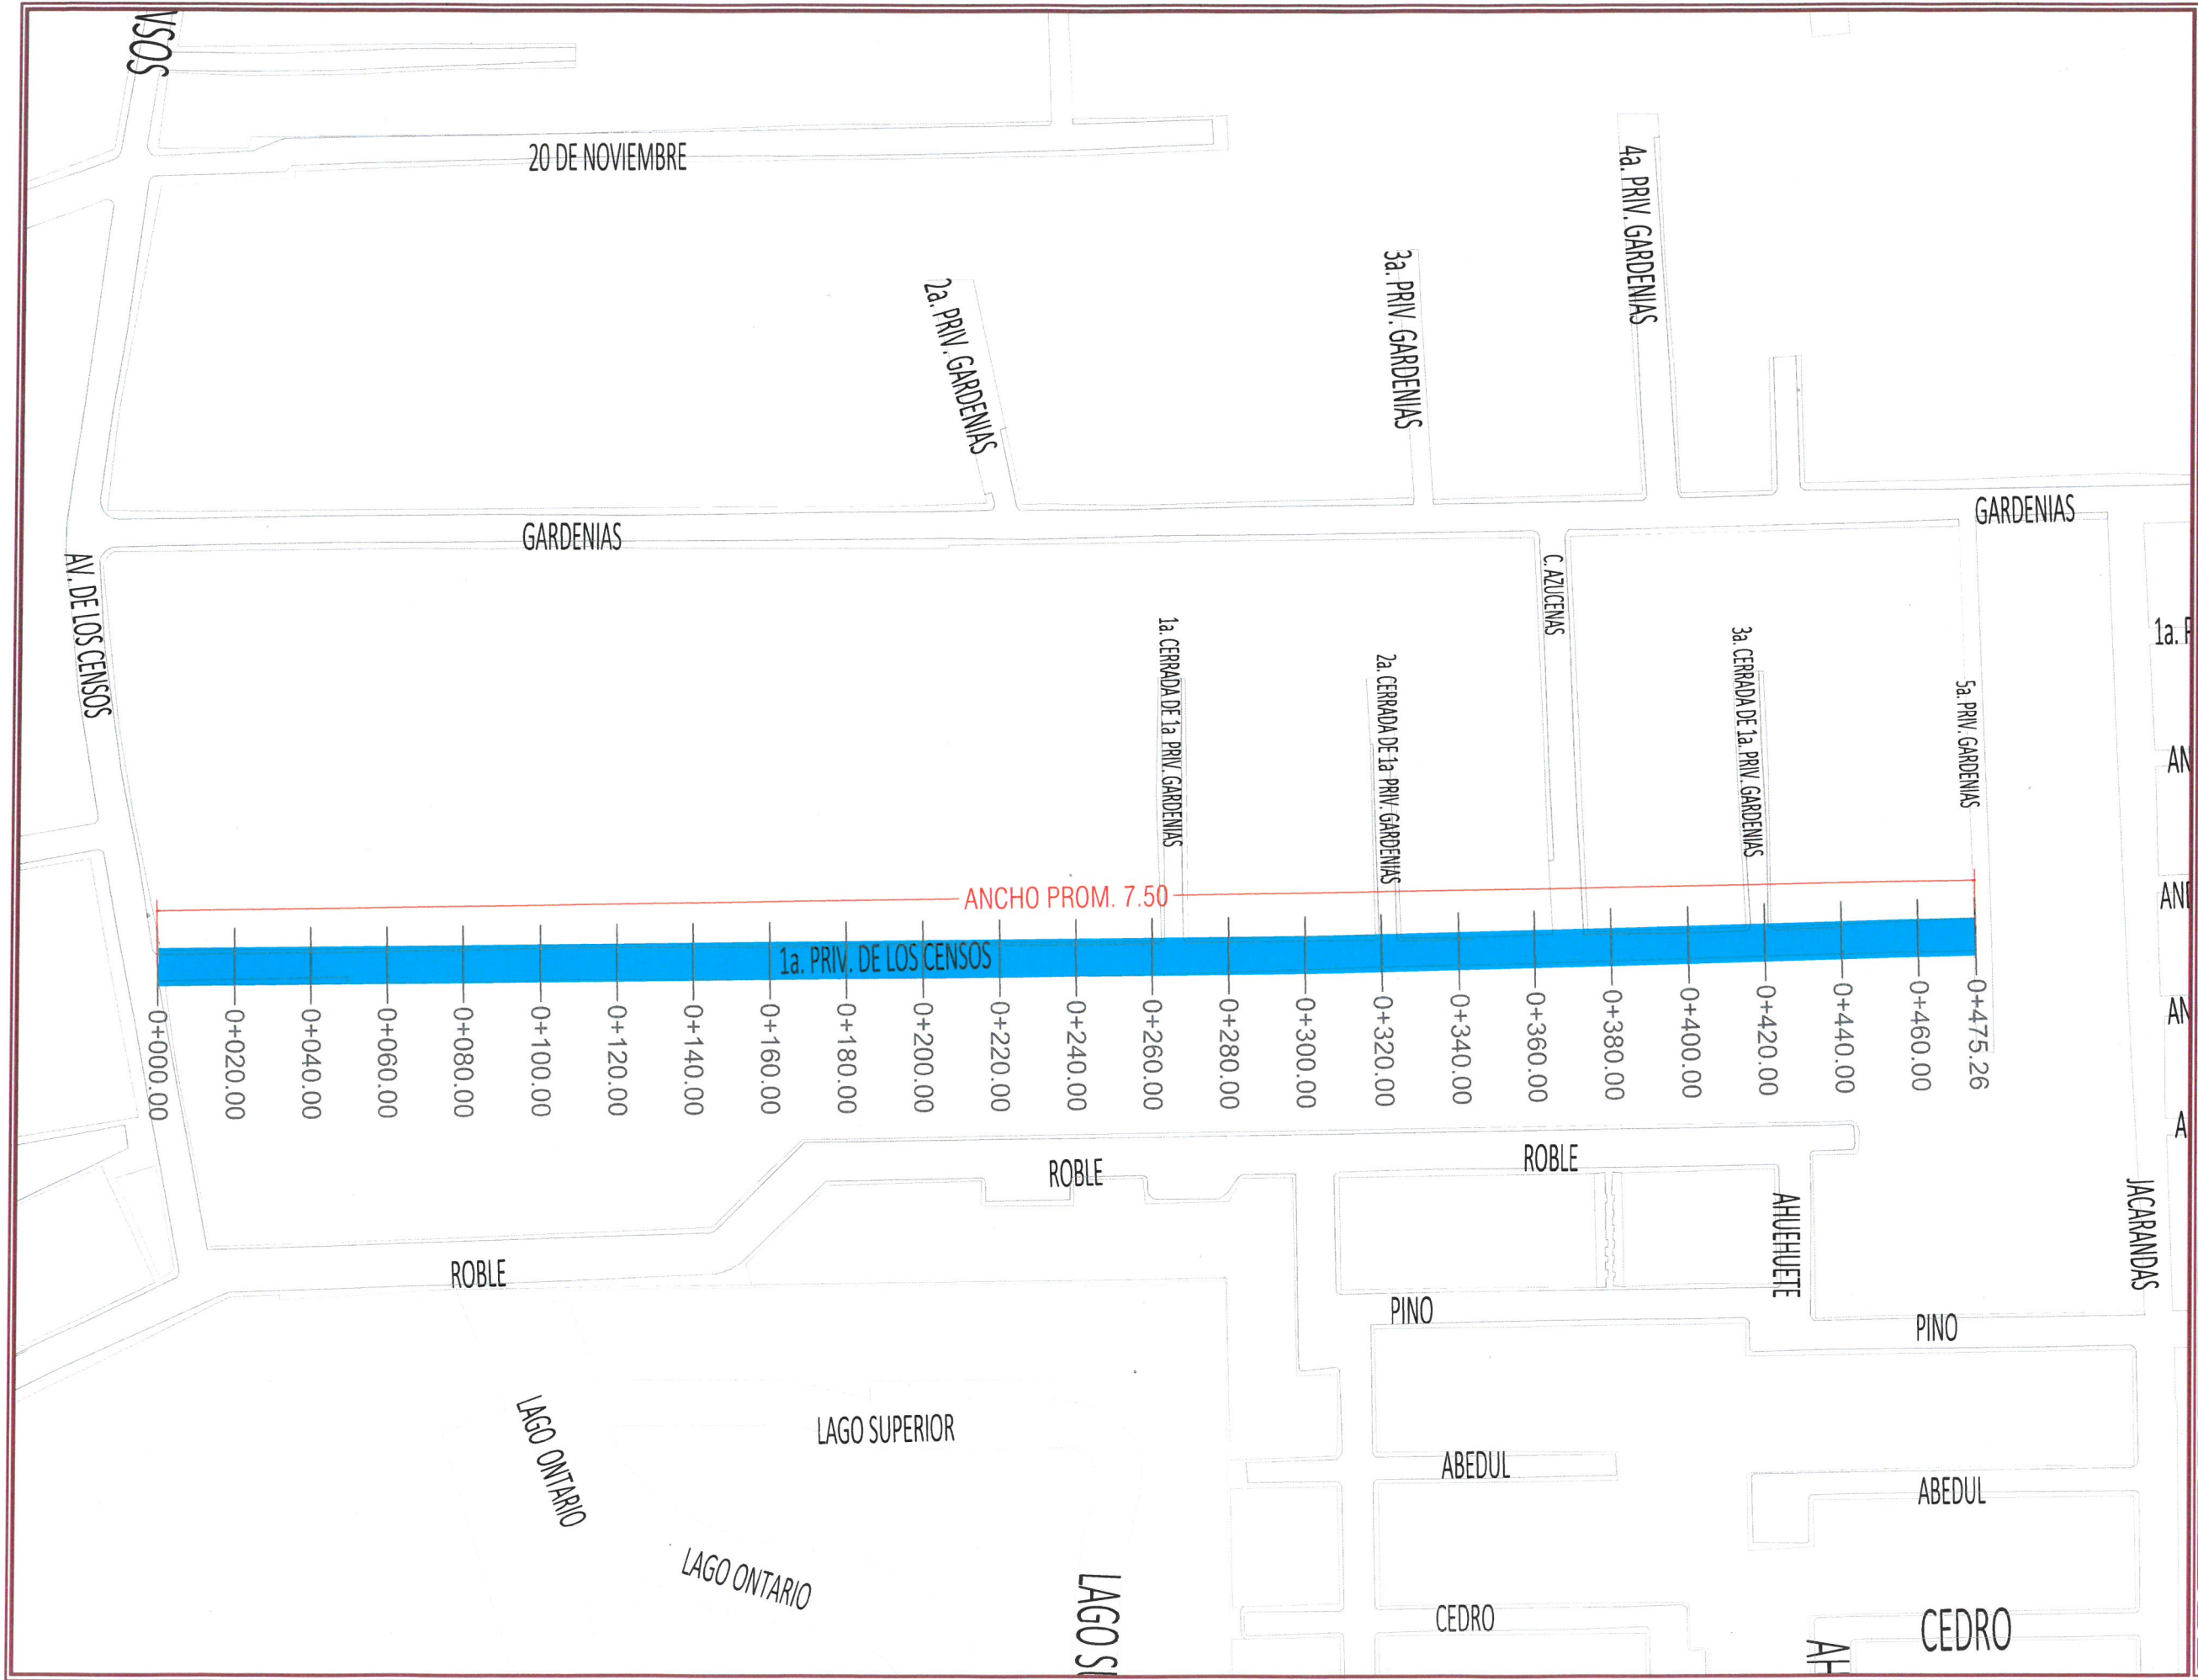 VSOS
20 DE NOVIEMBRE
4a. PRIV. GARDENIAS
3a. PRIV. GARDENIAS
2a. PRIV. GARDENIAS
GARDENIAS
GARDENIAS
AV. DE LOS CENSOS
C. AZUCENAS
1a. CERRADA DE 1a PRIV. GARDENIAS
2a. CERRADA DE 1a PRIV. GARDENIAS
3a. CERRADA DE 1a. PRIV. GARDENIAS
5a. PRIV. GARDENIAS
AN
AN
A
ANCHO PROM. 7.50
1a. PRIV. DE LOS CENSOS
0+000.00
0+020.00
0+040.00
0+060.00
0+080.00
0+100.00
0+120.00
0+140.00
0+160.00
0+180.00
0+200.00
0+220.00
0+240.00
0+260.00
0+280.00
0+300.00
0+320.00
0+340.00
0+360.00
0+380.00
0+400.00
0+420.00
0+440.00
0+460.00
0+475.26
ROBLE
ROBLE
ROBLE
AHUEHUETE
JACARANDAS
PINO
PINO
LAGO ONTARIO
LAGO SUPERIOR
LAGO ONTARIO
ABEDUL
ABEDUL
CEDRO
CEDRO
LAGO SU
AH